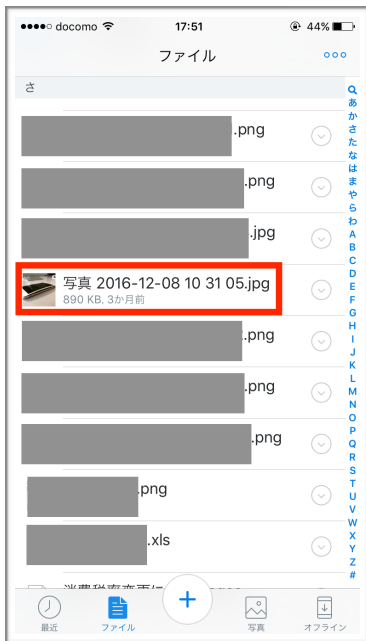 docomo 17:51 44%
ファイル
さ
.png
.png
.jpg
写真 2016-12-08 10 31 05.jpg
890 KB, 3か月前
.png
.png
.png
.png
.xls
あ
か
さ
た
な
は
ま
や
ら
わ
A
B
C
D
E
F
G
H
I
J
K
L
M
N
O
P
Q
R
S
T
U
V
W
X
Y
Z
#
最近 ファイル 写真 オフライン